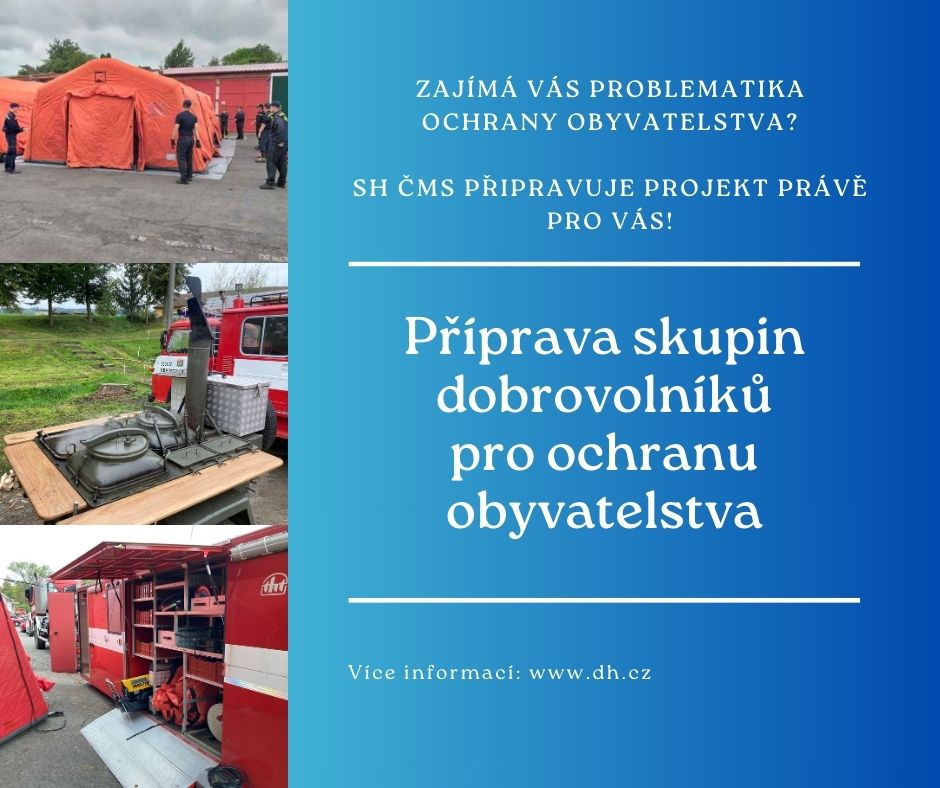 ZAJÍMÁ VÁS PROBLEMATIKA
OCHRANY OBYVATELSTVA?
SH ČMS PŘIPRAVUJE PROJEKT PRÁVĚ
PRO VÁS!
Příprava skupin
dobrovolníků
pro ochranu
obyvatelstva
Více informací: www.dh.cz
tht